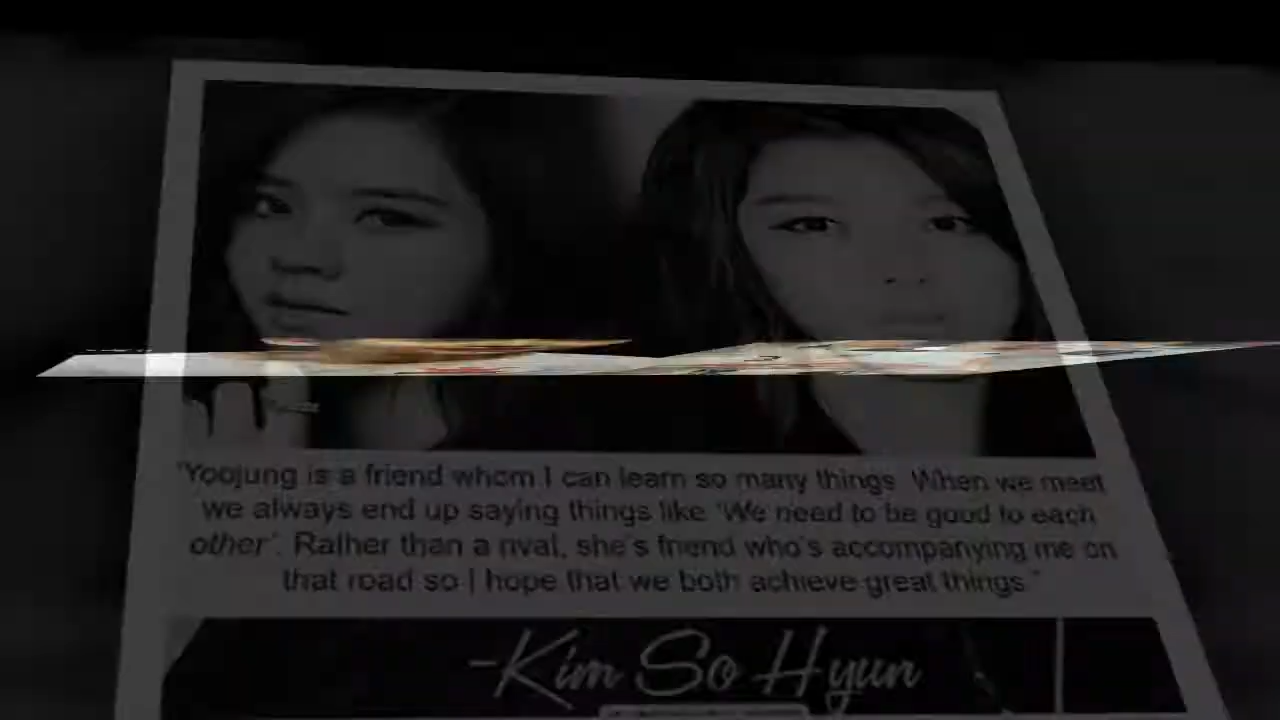 "Yoojung is a friend whom I can learn so many things. When we meet
we always end up saying things like 'We need to be good to each
other'. Rather than a rival, she's friend who's accompanying me on
that road so I hope that we both achieve great things."
-Kim So Hyun